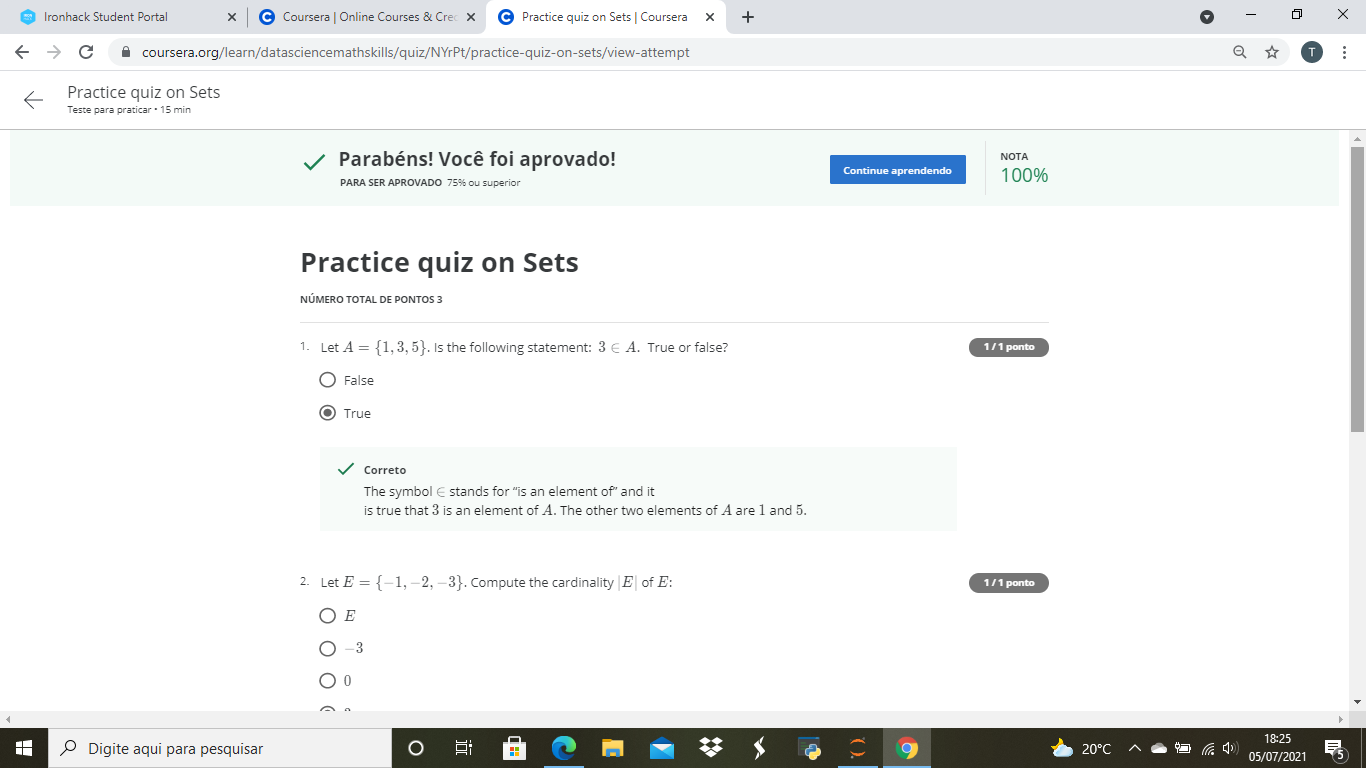 Ironhack Student Portal
Coursera | Online Courses & Crec
Practice quiz on Sets | Coursera
coursera.org/learn/datasciencemathskills/quiz/NYrPt/practice-quiz-on-sets/view-attempt
T
Practice quiz on Sets
Teste para praticar • 15 min
Parabéns! Você foi aprovado!
PARA SER APROVADO 75% ou superior
Continue aprendendo
NOTA
100%
Practice quiz on Sets
NÚMERO TOTAL DE PONTOS 3
1. Let A = {1, 3, 5}. Is the following statement: 3 ∈ A. True or false?
1 / 1 ponto
False
True
Correto
The symbol ∈ stands for “is an element of” and it
is true that 3 is an element of A. The other two elements of A are 1 and 5.
2. Let E = {−1, −2, −3}. Compute the cardinality |E| of E:
1 / 1 ponto
E
−3
0
Digite aqui para pesquisar
20°C
18:25
05/07/2021
5